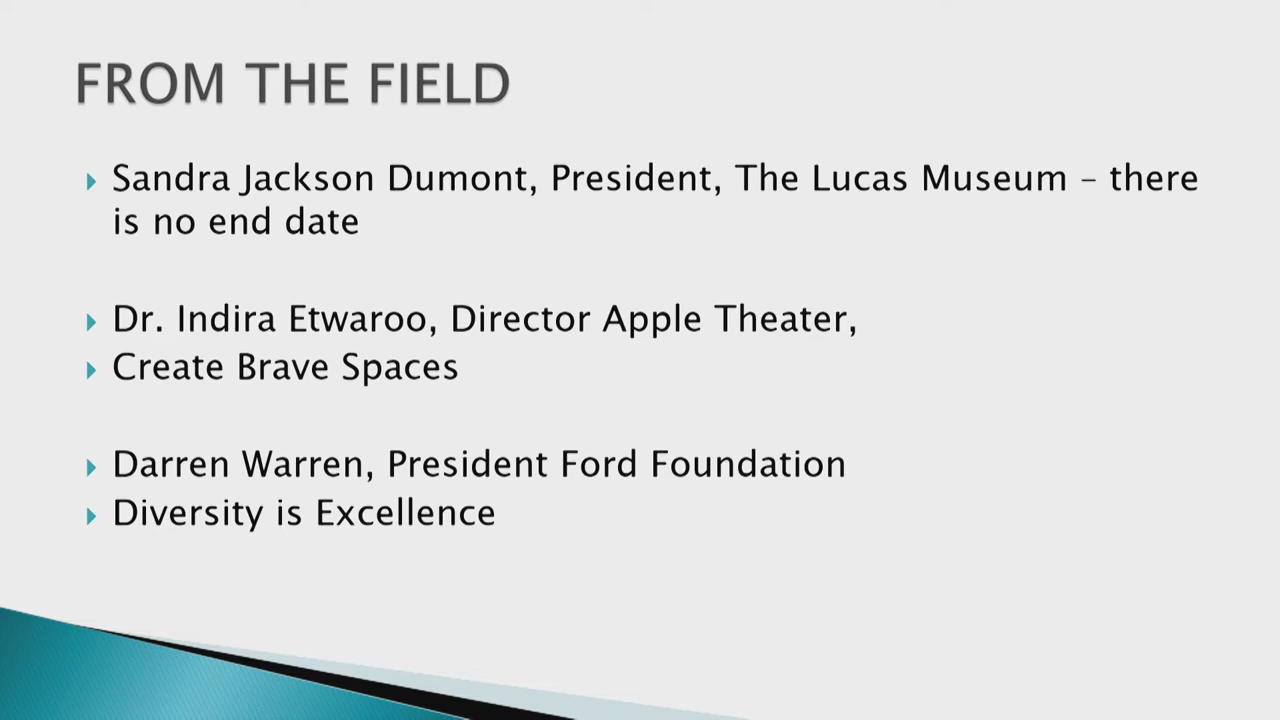 FROM THE FIELD
Sandra Jackson Dumont, President, The Lucas Museum – there
is no end date
Dr. Indira Etwaroo, Director Apple Theater,
Create Brave Spaces
Darren Warren, President Ford Foundation
Diversity is Excellence